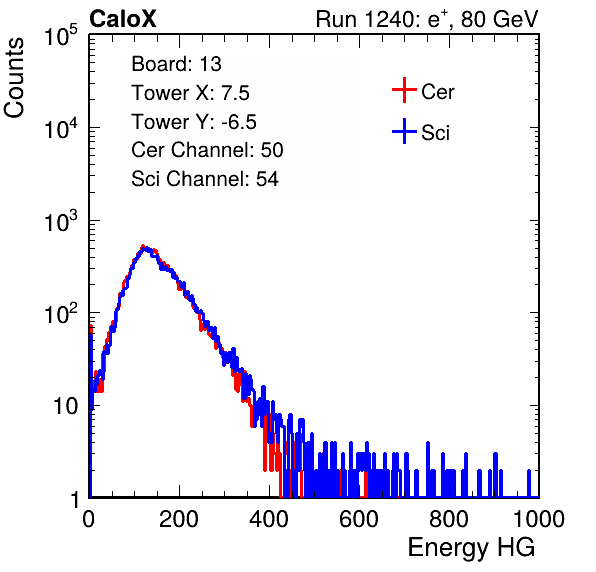 CaloX Run 1240: e⁺, 80 GeV
Counts
Board: 13
Tower X: 7.5
Tower Y: -6.5
Cer Channel: 50
Sci Channel: 54
Cer
Sci
10⁵
10⁴
10³
10²
10
1
0 200 400 600 800 1000
Energy HG